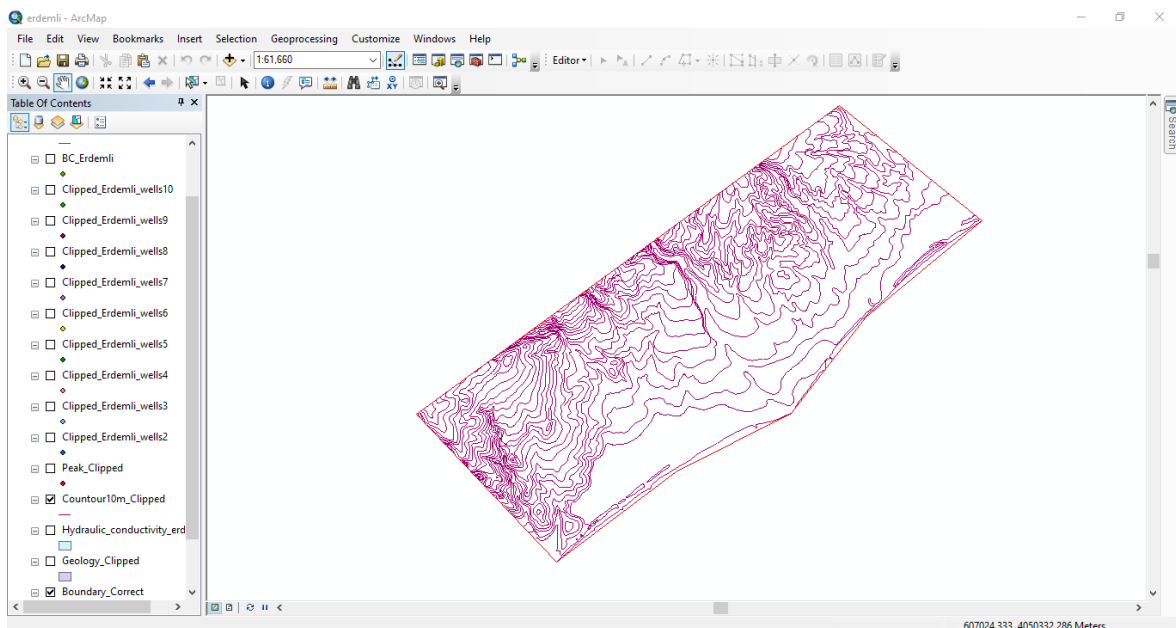 erdemli - ArcMap
File Edit View Bookmarks Insert Selection Geoprocessing Customize Windows Help
1:61,660
Editor
Table Of Contents
BC_Erdemli
Clipped_Erdemli_wells10
Clipped_Erdemli_wells9
Clipped_Erdemli_wells8
Clipped_Erdemli_wells7
Clipped_Erdemli_wells6
Clipped_Erdemli_wells5
Clipped_Erdemli_wells4
Clipped_Erdemli_wells3
Clipped_Erdemli_wells2
Peak_Clipped
Countour10m_Clipped
Hydraulic_conductivity_erd
Geology_Clipped
Boundary_Correct
Search
607024.333 4050332.286 Meters